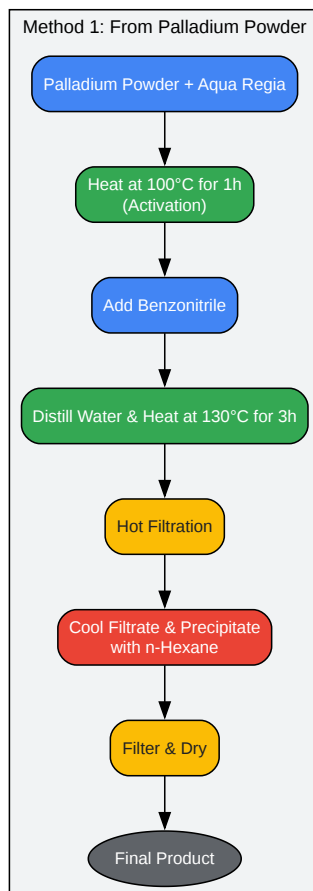 Method 1: From Palladium Powder
Palladium Powder + Aqua Regia
Heat at 100°C for 1h
(Activation)
Add Benzonitrile
Distill Water & Heat at 130°C for 3h
Hot Filtration
Cool Filtrate & Precipitate
with n-Hexane
Filter & Dry
Final Product